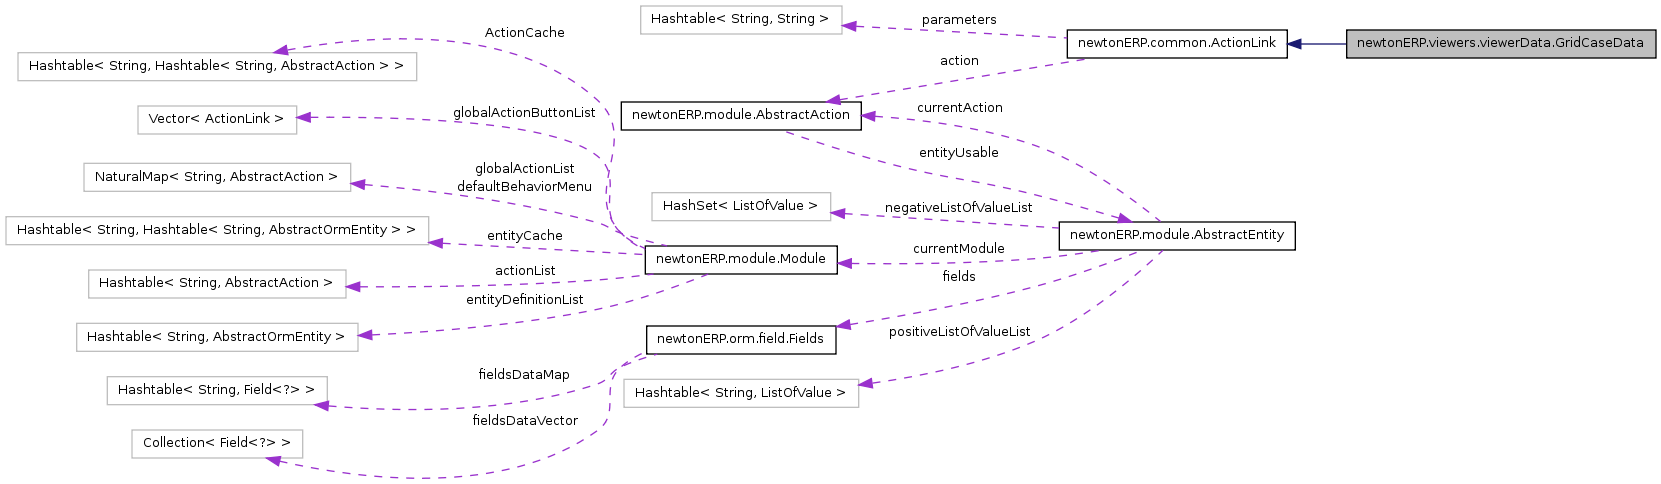 Hashtable< String, String >
parameters
newtonERP.common.ActionLink
newtonERP.viewers.viewerData.GridCaseData
ActionCache
Hashtable< String, Hashtable< String, AbstractAction > >
action
globalActionButtonList
Vector< ActionLink >
newtonERP.module.AbstractAction
currentAction
entityUsable
globalActionList
defaultBehaviorMenu
NaturalMap< String, AbstractAction >
HashSet< ListOfValue >
negativeListOfValueList
Hashtable< String, Hashtable< String, AbstractOrmEntity > >
entityCache
newtonERP.module.AbstractEntity
currentModule
newtonERP.module.Module
actionList
Hashtable< String, AbstractAction >
fields
entityDefinitionList
Hashtable< String, AbstractOrmEntity >
newtonERP.orm.field.Fields
positiveListOfValueList
fieldsDataMap
Hashtable< String, Field<?> >
Hashtable< String, ListOfValue >
fieldsDataVector
Collection< Field<?> >